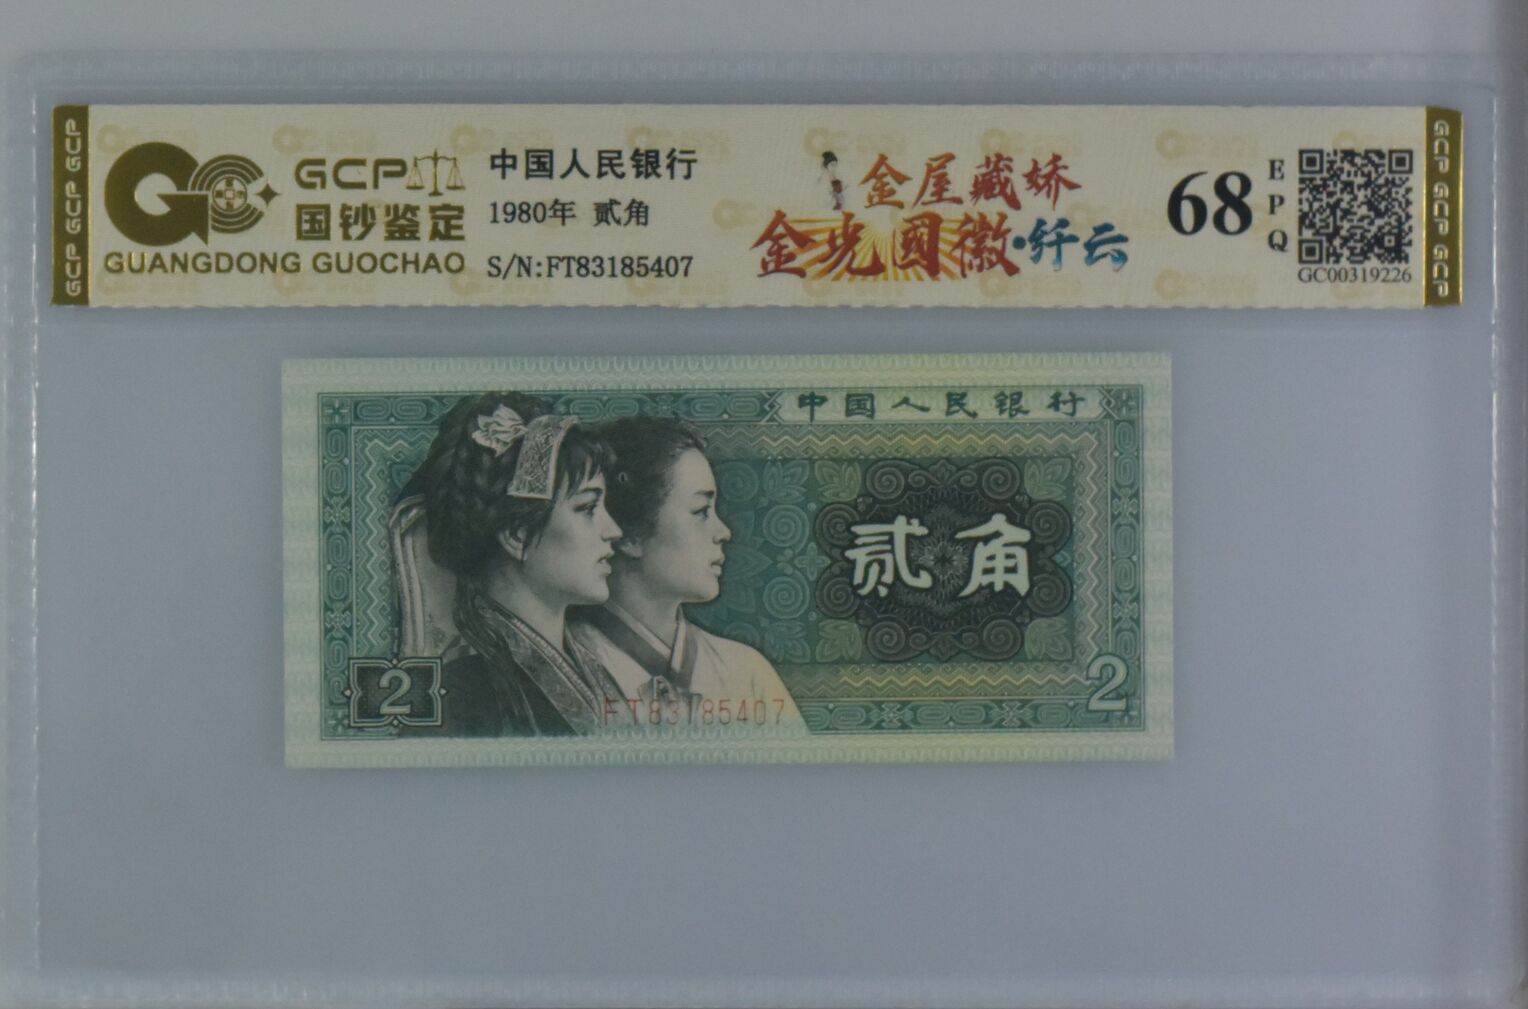 GCP GCP GCP
GCP
国钞鉴定
GUANGDONG GUOCHAO
中国人民银行
1980年 贰角
S/N:FT83185407
金屋藏娇
金光國徽·纤云
68
EPQ
GC00319226
GCP GCP GCP
中国人民银行
贰角
2
FT83185407
2